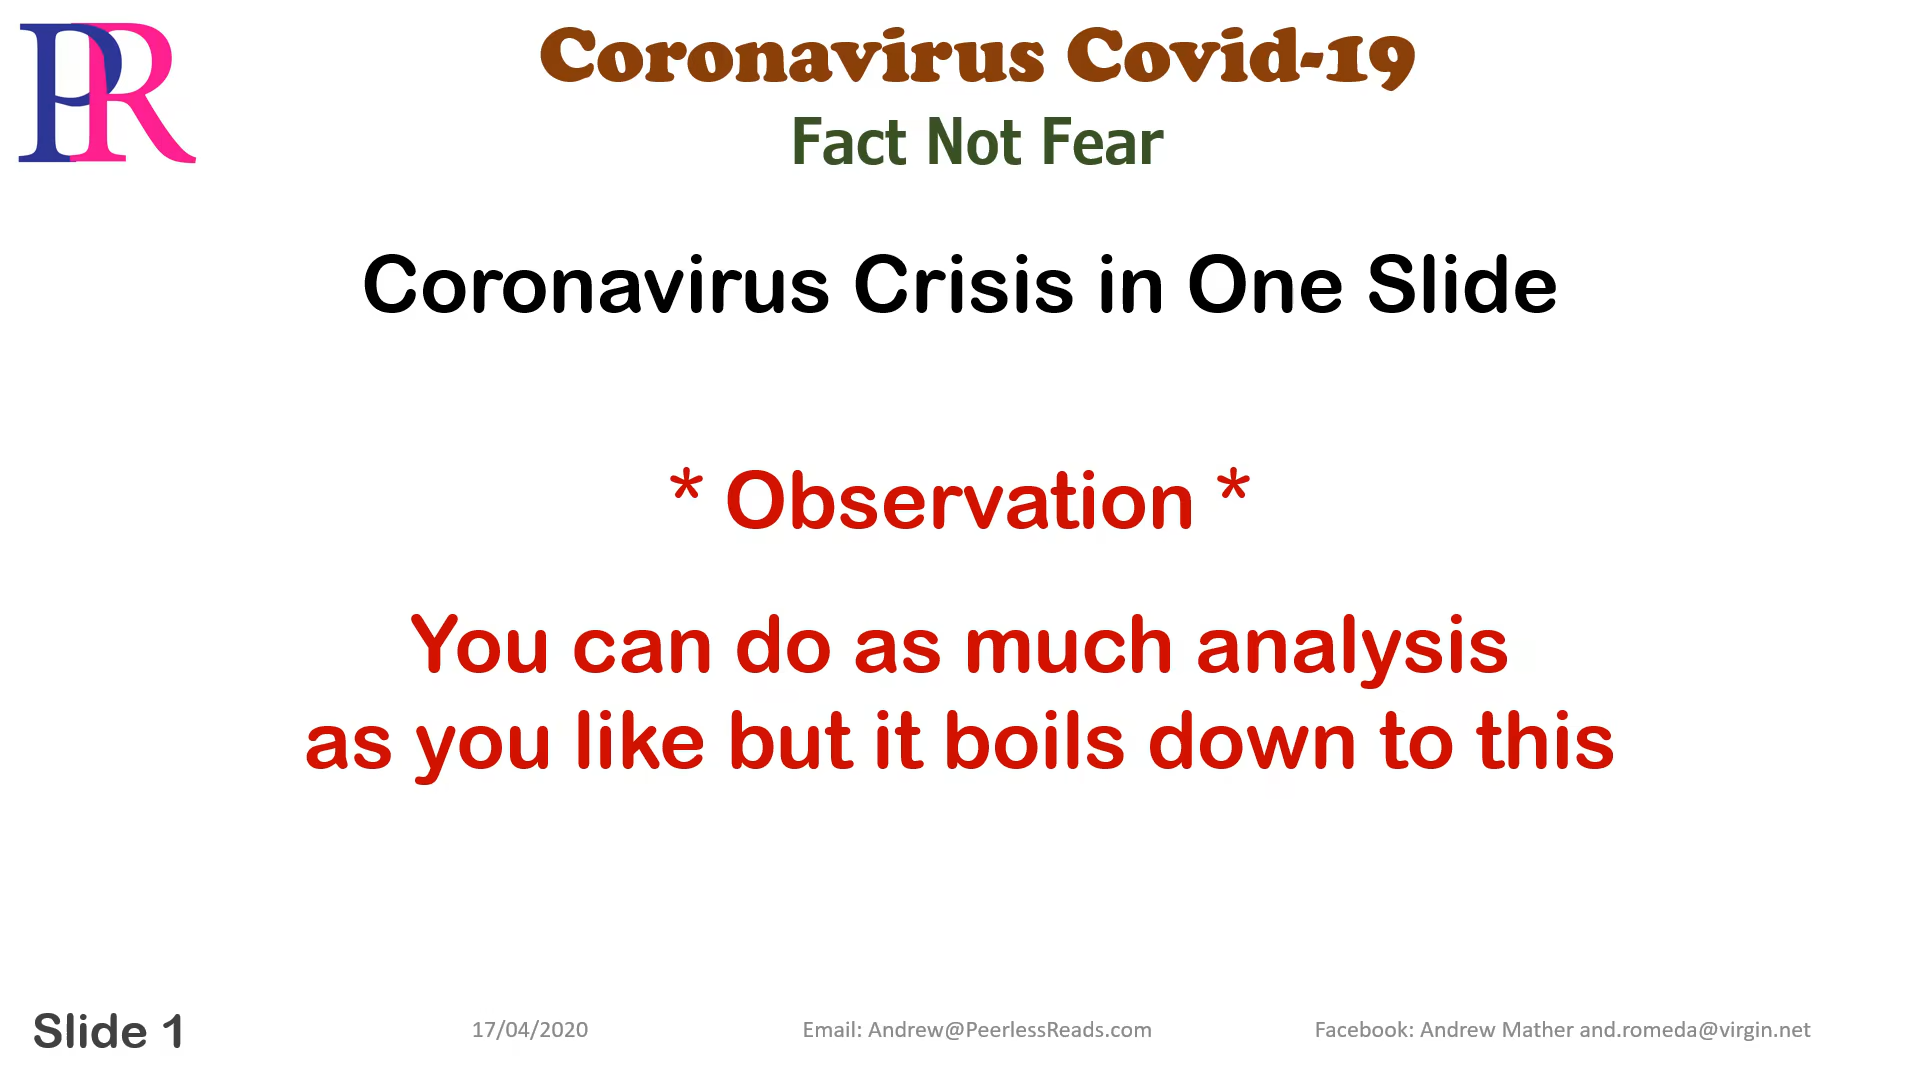 PR
Coronavirus Covid-19
Fact Not Fear
Coronavirus Crisis in One Slide
* Observation *
You can do as much analysis
as you like but it boils down to this
Slide 1
17/04/2020
Email: Andrew@PeerlessReads.com
Facebook: Andrew Mather and.romeda@virgin.net